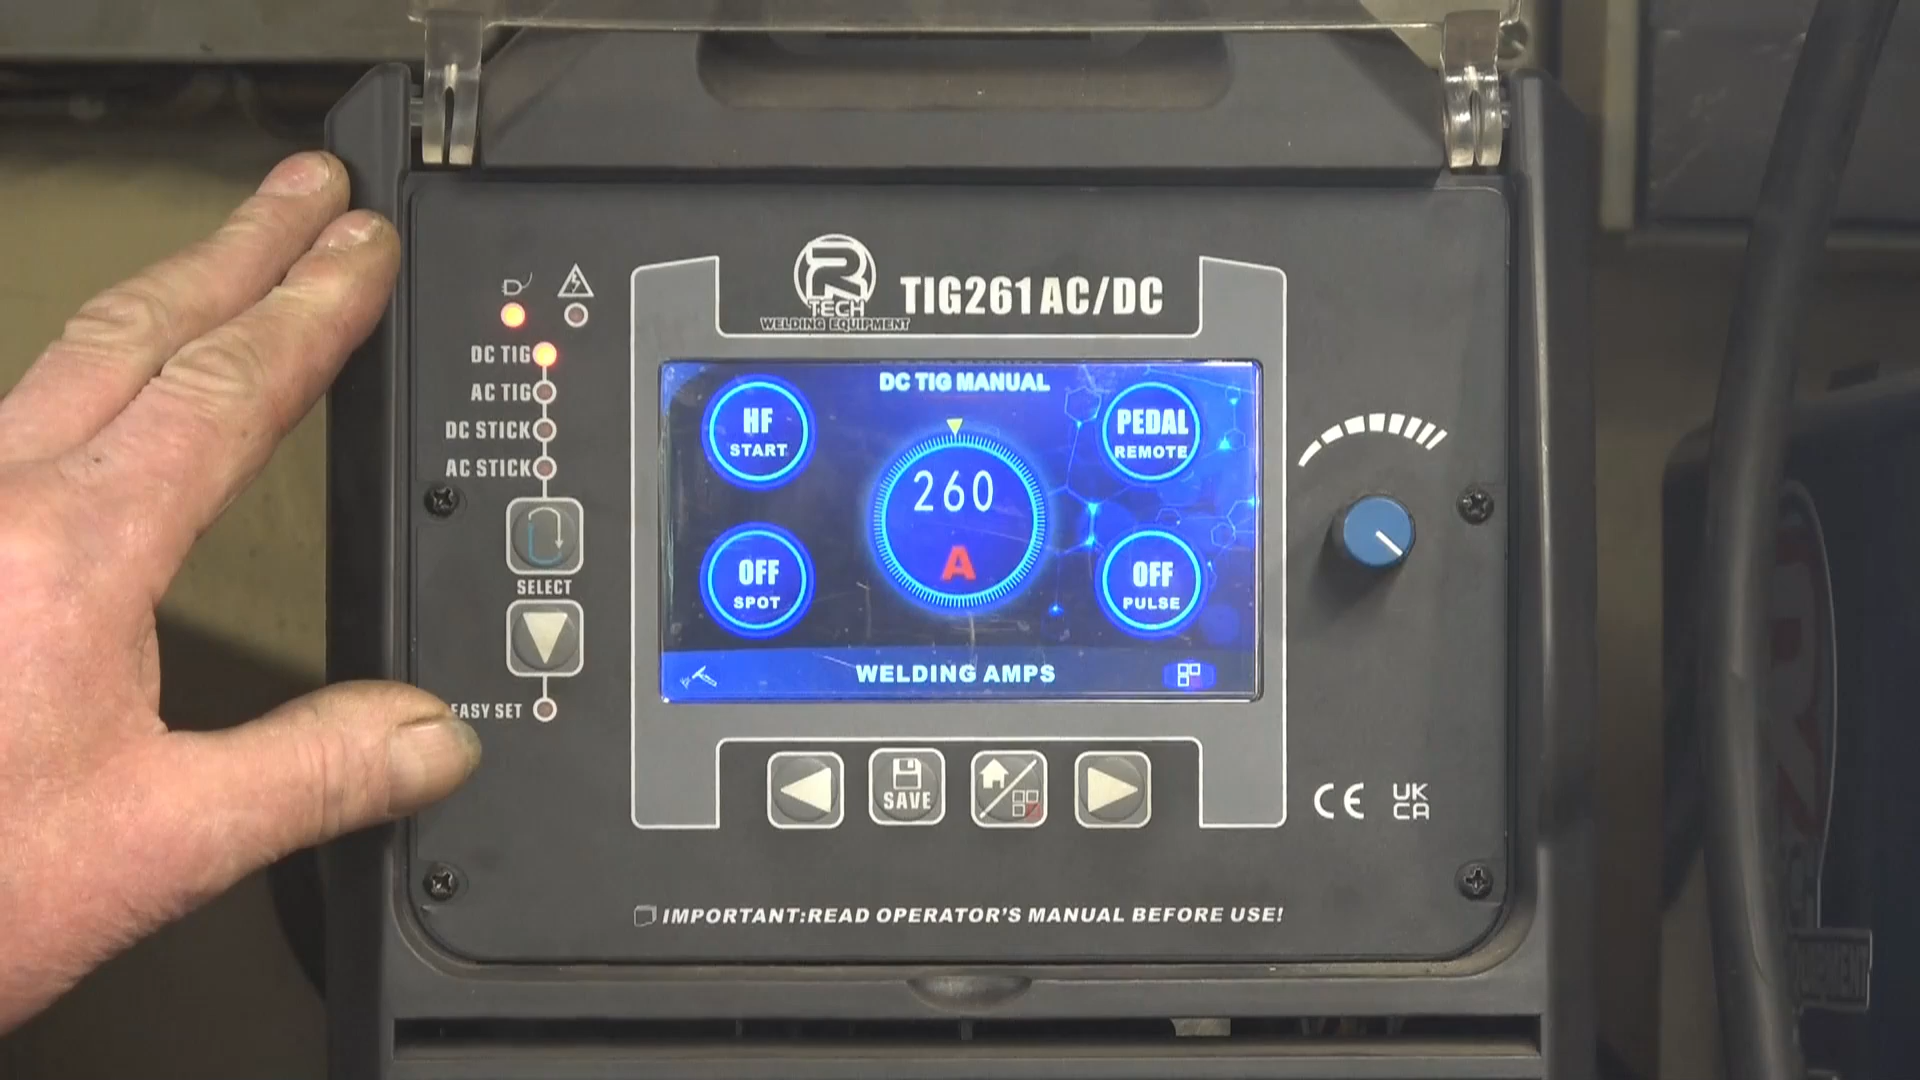 R
TECH
WELDING EQUIPMENT
TIG261 AC/DC
DC TIG
AC TIG
DC STICK
AC STICK
SELECT
EASY SET
DC TIG MANUAL
HF
START
PEDAL
REMOTE
260
A
OFF
SPOT
OFF
PULSE
WELDING AMPS
SAVE
CE
UK
CA
IMPORTANT:READ OPERATOR'S MANUAL BEFORE USE!